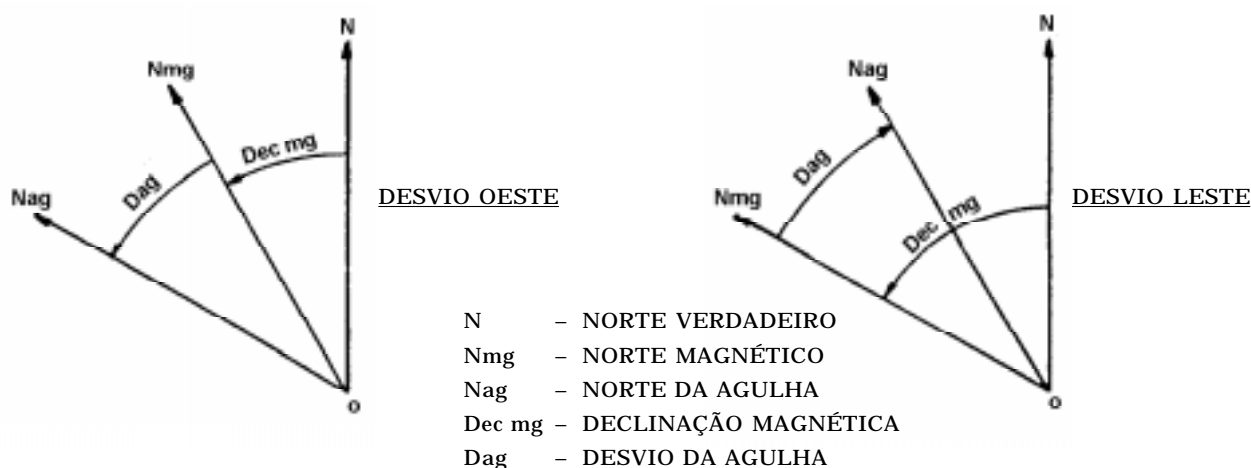 N
Nmg
Dec mg
Dag
Nag
O
DESVIO OESTE
N
Nag
Dag
Nmg
Dec mg
O
DESVIO LESTE
N – NORTE VERDADEIRO
Nmg – NORTE MAGNÉTICO
Nag – NORTE DA AGULHA
Dec mg – DECLINAÇÃO MAGNÉTICA
Dag – DESVIO DA AGULHA